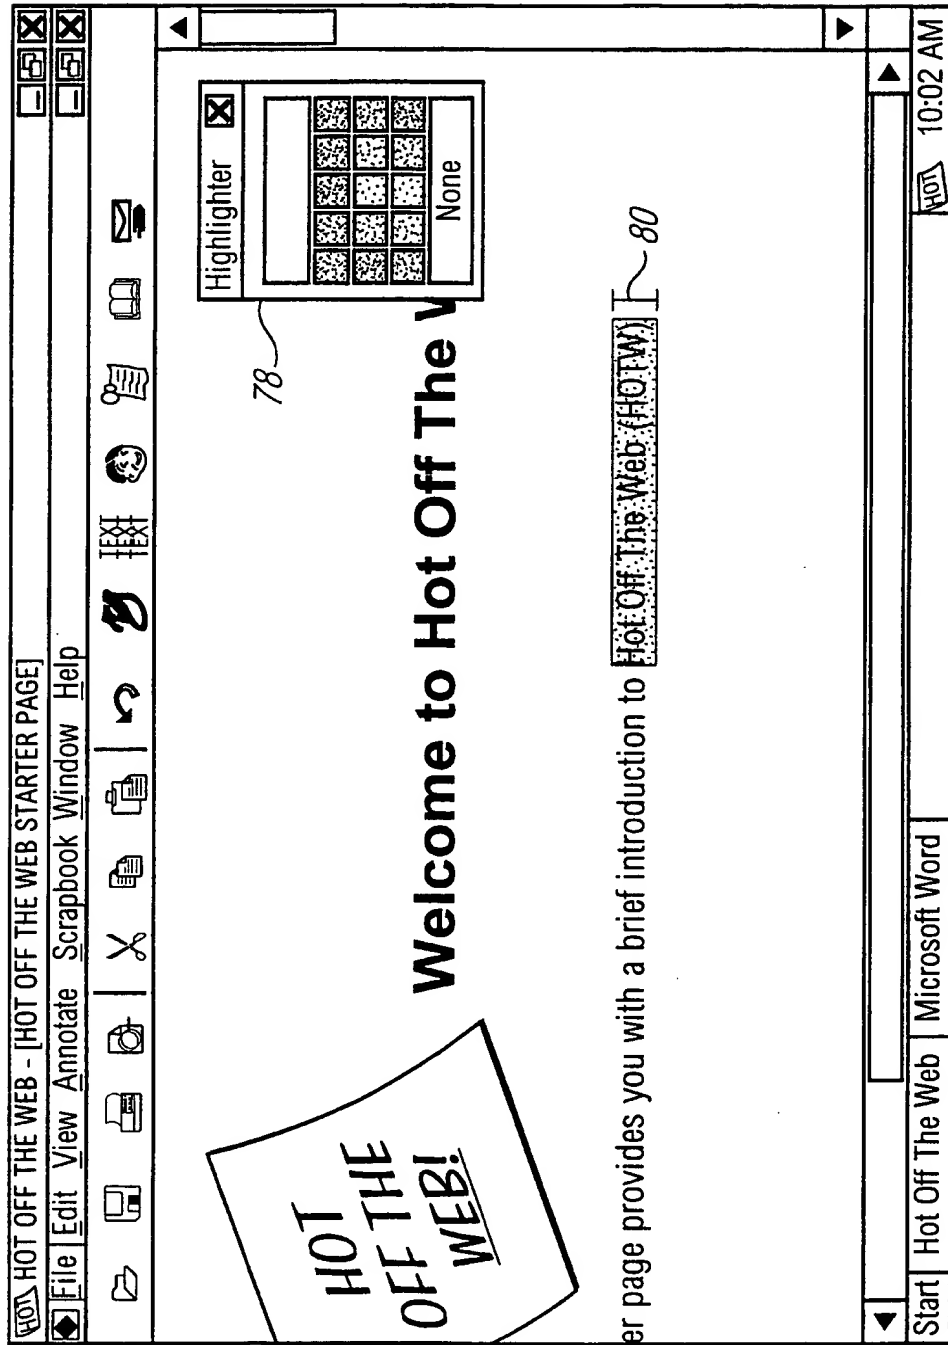 HOT HOT OFF THE WEB - [HOT OFF THE WEB STARTER PAGE]
File Edit View Annotate Scrapbook Window Help
TEXT
Highlighter
None
78
HOT
OFF THE
WEB!
Welcome to Hot Off The W
er page provides you with a brief introduction to Hot Off The Web (HOTW)
80
Start Hot Off The Web Microsoft Word HOT 10:02 AM